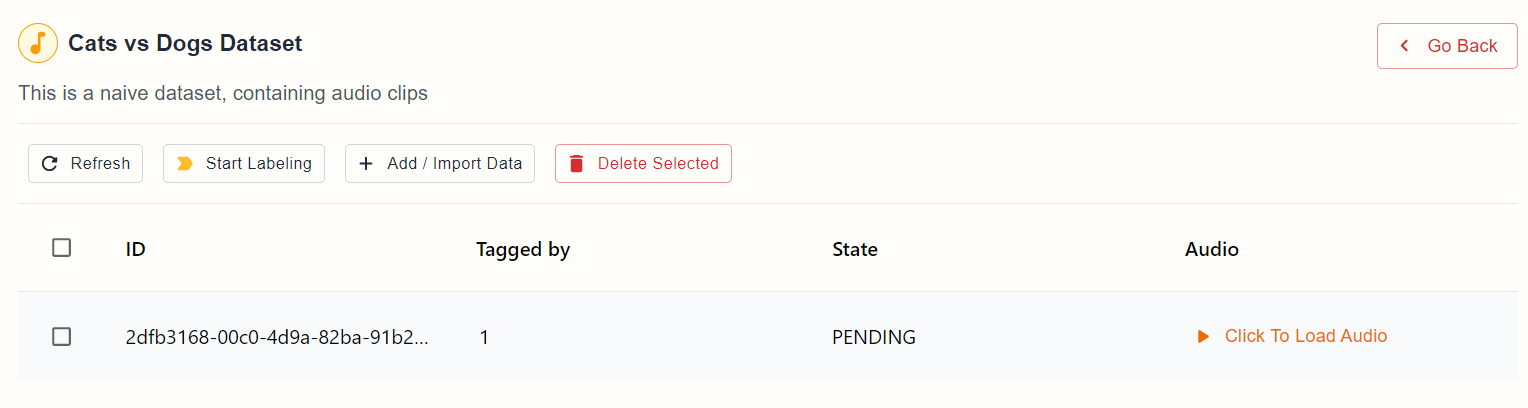 Cats vs Dogs Dataset
Go Back
This is a naive dataset, containing audio clips
Refresh Start Labeling Add / Import Data Delete Selected
ID Tagged by State Audio
2dfb3168-00c0-4d9a-82ba-91b2... 1 PENDING Click To Load Audio